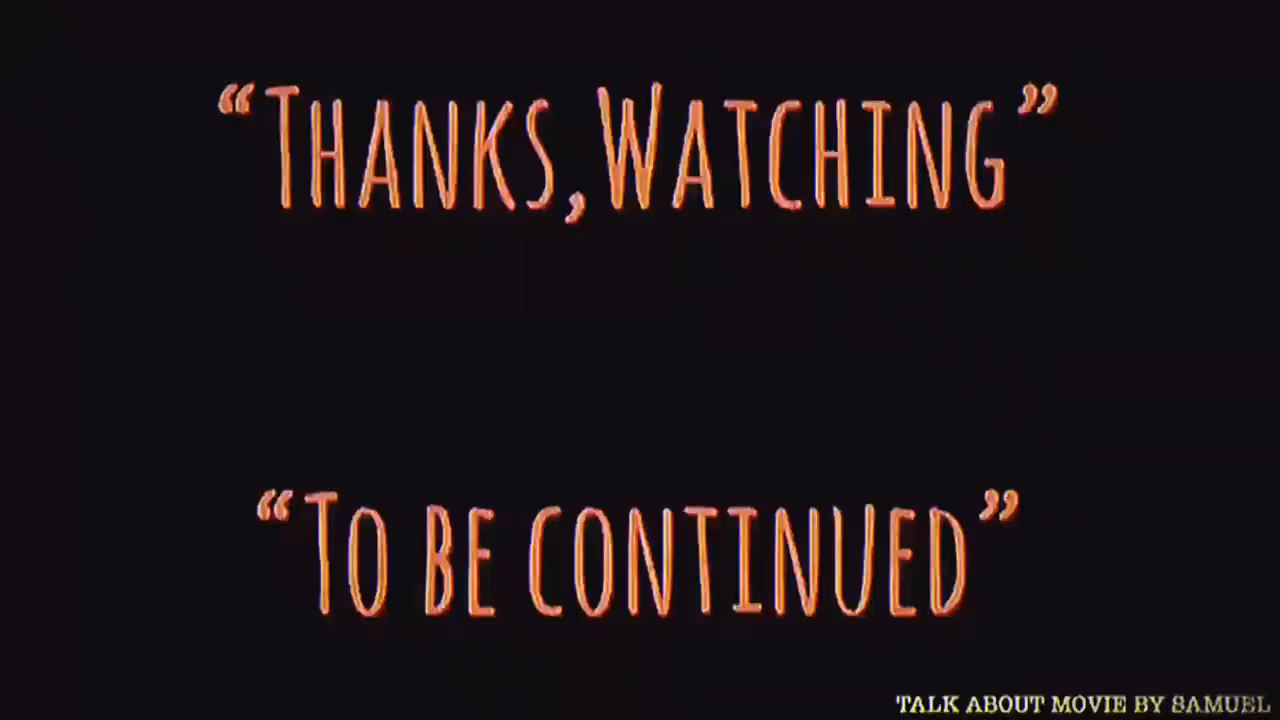 “Thanks,Watching”
“To be continued”
TALK ABOUT MOVIE BY SAMUEL